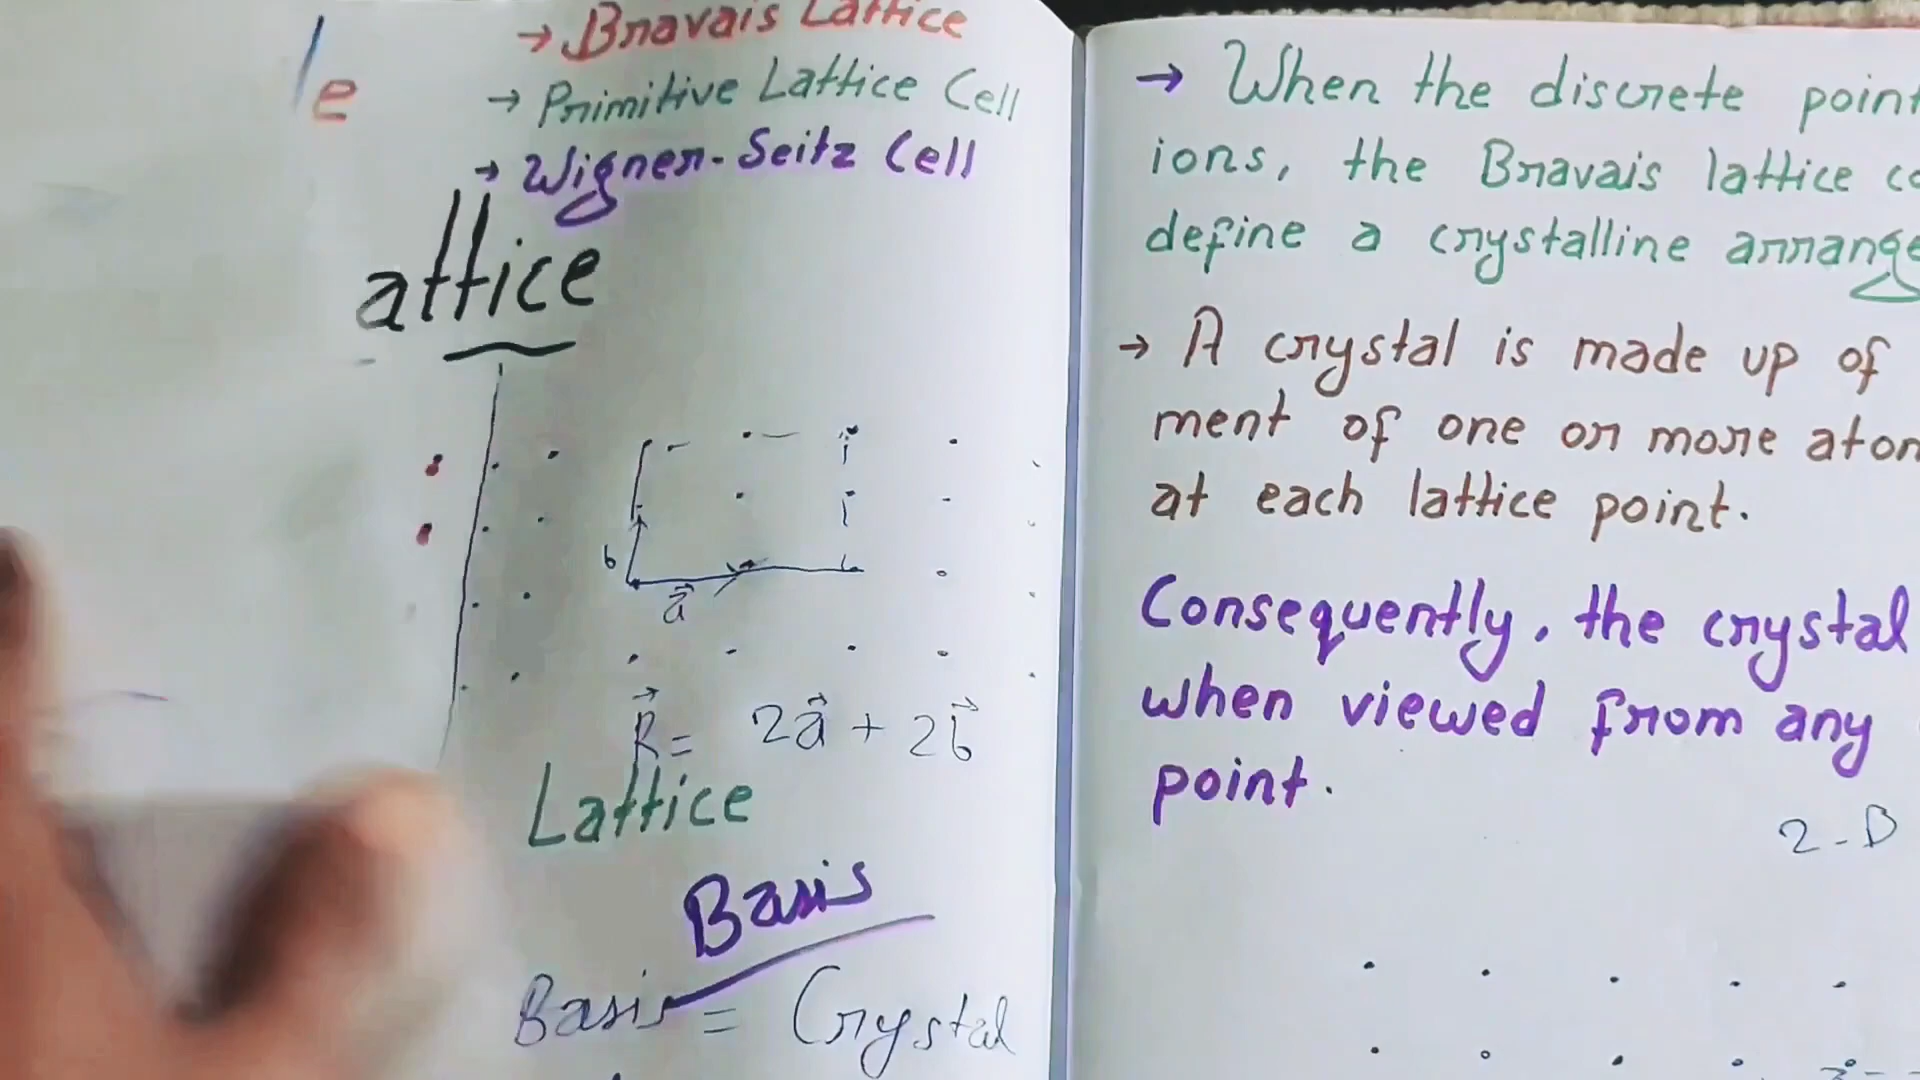 le
→ Bravais Lattice
→ Primitive Lattice Cell
→ Wigner-Seitz Cell
attice
b
a⃗
R⃗ = 2a⃗ + 2b⃗
Lattice
Basis
Basis = Crystal
→ When the discrete point
ions, the Bravais lattice co
define a crystalline arrange
→ A crystal is made up of
ment of one or more atom
at each lattice point.
Consequently, the crystal
when viewed from any
point.
2-D